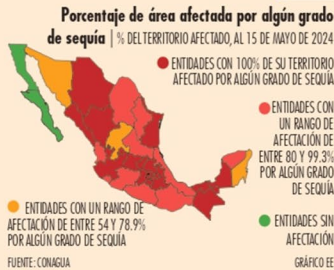 Porcentaje de área afectada por algún grado
de sequía | % DEL TERRITORIO AFECTADO, AL 15 DE MAYO DE 2024
ENTIDADES CON 100% DE SU TERRITORIO
AFECTADO POR ALGÚN GRADO DE SEQUÍA
ENTIDADES CON
UN RANGO DE
AFECTACIÓN DE
ENTRE 80 Y 99.3%
POR ALGÚN GRADO
DE SEQUÍA
ENTIDADES CON UN RANGO DE
AFECTACIÓN DE ENTRE 54 Y 78.9%
POR ALGÚN GRADO DE SEQUÍA
ENTIDADES SIN
AFECTACIÓN
FUENTE: CONAGUA
GRÁFICO EE